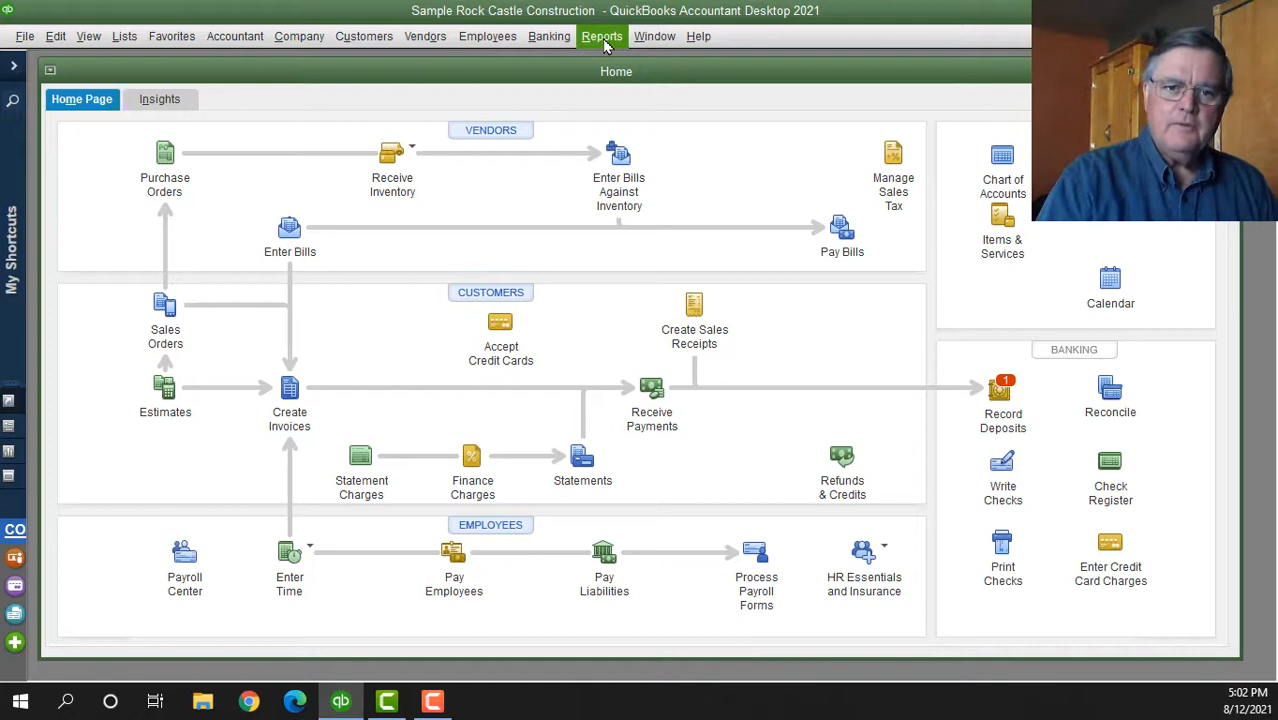 Sample Rock Castle Construction - QuickBooks Accountant Desktop 2021
File Edit View Lists Favorites Accountant Company Customers Vendors Employees Banking Reports Window Help
Home
Home Page Insights
My Shortcuts
CO
VENDORS
Purchase
Orders
Receive
Inventory
Enter Bills
Against
Inventory
Manage
Sales
Tax
Enter Bills
Pay Bills
CUSTOMERS
Sales
Orders
Accept
Credit Cards
Create Sales
Receipts
Estimates
Create
Invoices
Receive
Payments
Statement
Charges
Finance
Charges
Statements
Refunds
& Credits
EMPLOYEES
Payroll
Center
Enter
Time
Pay
Employees
Pay
Liabilities
Process
Payroll
Forms
HR Essentials
and Insurance
Chart of
Accounts
Items &
Services
Calendar
BANKING
1
Record
Deposits
Reconcile
Write
Checks
Check
Register
Print
Checks
Enter Credit
Card Charges
qb
5:02 PM
8/12/2021